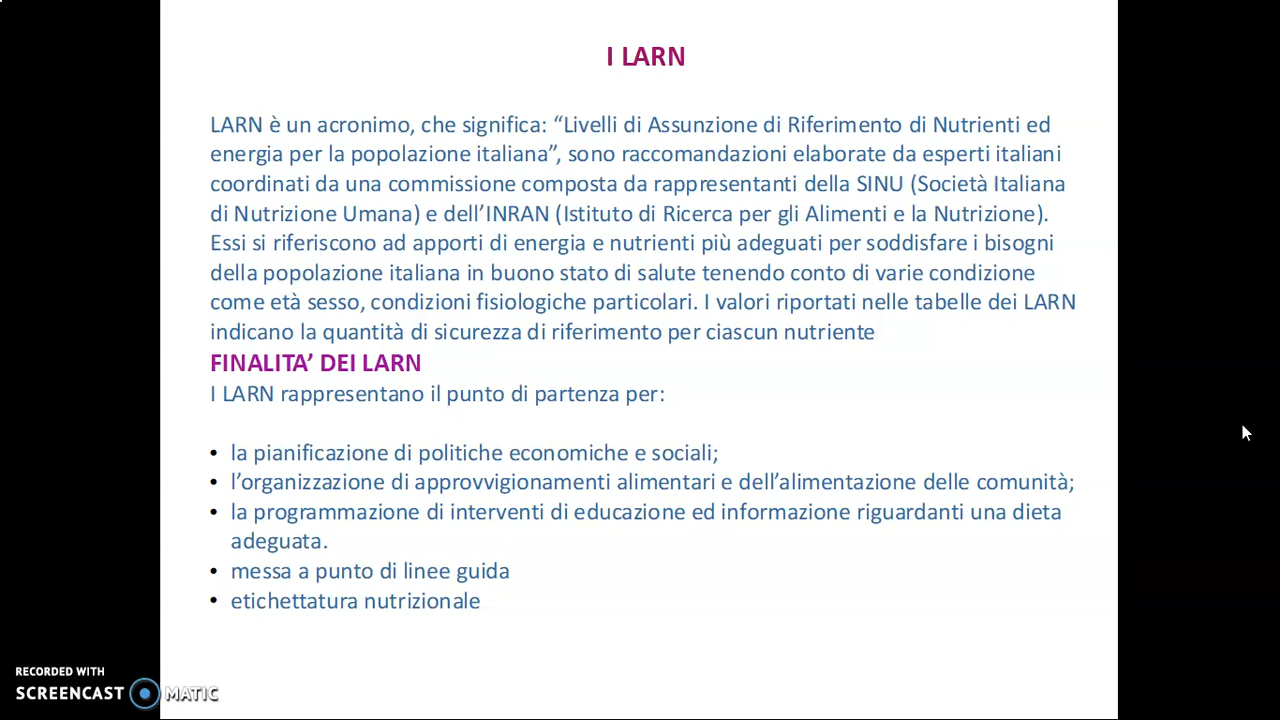 I LARN
LARN è un acronimo, che significa: “Livelli di Assunzione di Riferimento di Nutrienti ed
energia per la popolazione italiana”, sono raccomandazioni elaborate da esperti italiani
coordinati da una commissione composta da rappresentanti della SINU (Società Italiana
di Nutrizione Umana) e dell’INRAN (Istituto di Ricerca per gli Alimenti e la Nutrizione).
Essi si riferiscono ad apporti di energia e nutrienti più adeguati per soddisfare i bisogni
della popolazione italiana in buono stato di salute tenendo conto di varie condizione
come età sesso, condizioni fisiologiche particolari. I valori riportati nelle tabelle dei LARN
indicano la quantità di sicurezza di riferimento per ciascun nutriente
FINALITA’ DEI LARN
I LARN rappresentano il punto di partenza per:
• la pianificazione di politiche economiche e sociali;
• l’organizzazione di approvvigionamenti alimentari e dell’alimentazione delle comunità;
• la programmazione di interventi di educazione ed informazione riguardanti una dieta
adeguata.
• messa a punto di linee guida
• etichettatura nutrizionale
RECORDED WITH
SCREENCAST MATIC